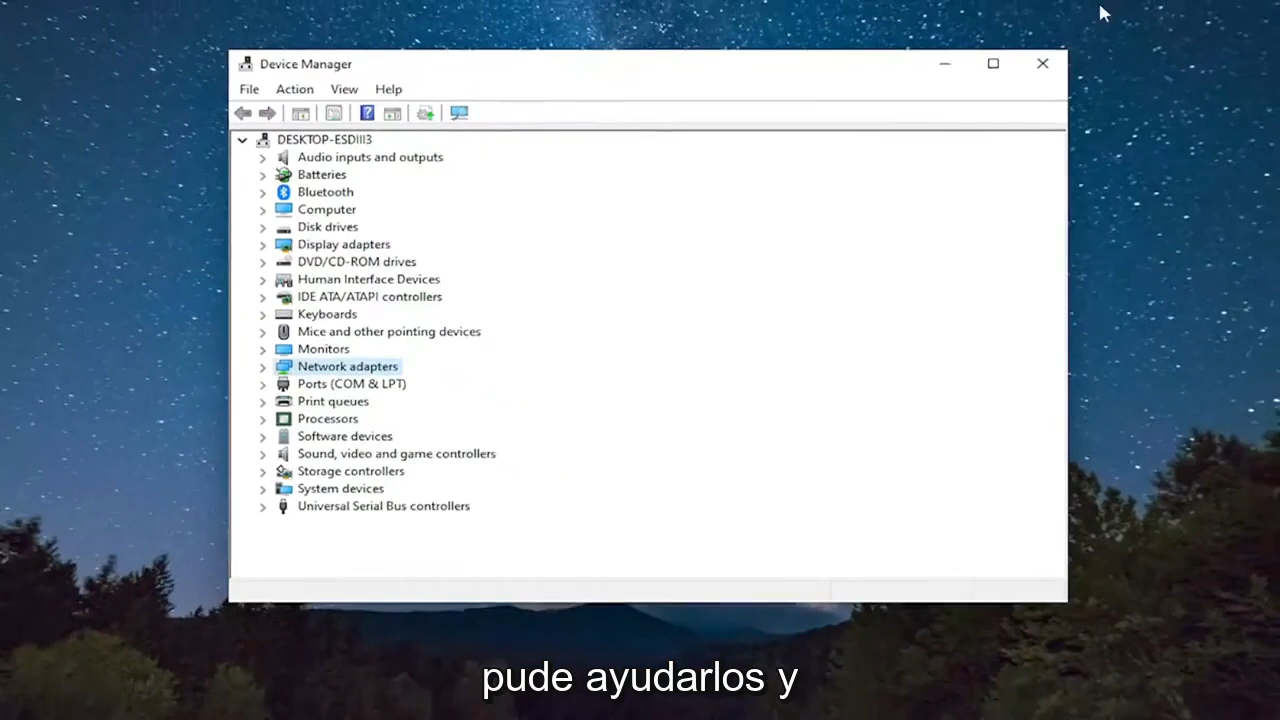 Device Manager
File Action View Help
DESKTOP-ESDIII3
Audio inputs and outputs
Batteries
Bluetooth
Computer
Disk drives
Display adapters
DVD/CD-ROM drives
Human Interface Devices
IDE ATA/ATAPI controllers
Keyboards
Mice and other pointing devices
Monitors
Network adapters
Ports (COM & LPT)
Print queues
Processors
Software devices
Sound, video and game controllers
Storage controllers
System devices
Universal Serial Bus controllers
pude ayudarlos y